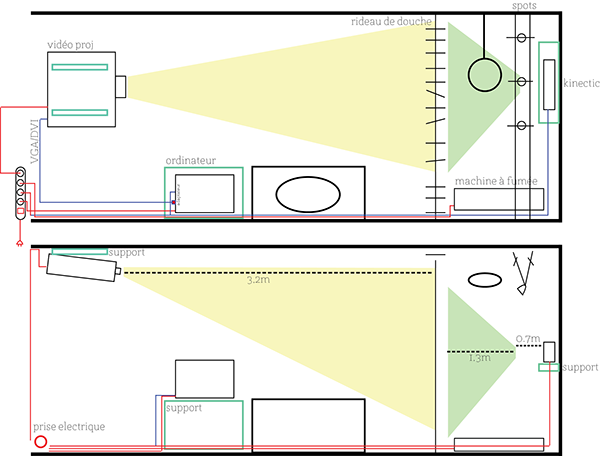 spots
rideau de douche
vidéo proj
kinectic
VGA/DVI
ordinateur
machine à fumée
support
3.2m
0.7m
1.3m
support
support
prise electrique